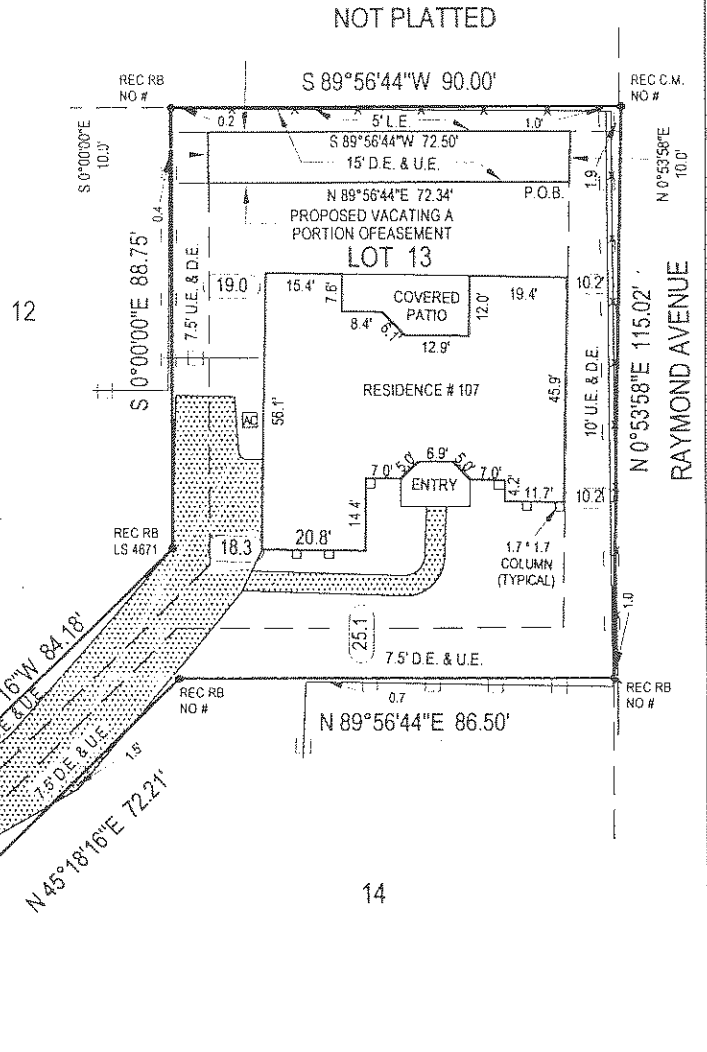 NOT PLATTED
REC RB
NO #
S 89°56'44"W 90.00'
REC C.M.
NO #
0.2
5' L.E.
1.0'
S 0°00'00"E
10.0'
S 89°56'44"W 72.50'
15' D.E. & U.E.
N 0°53'58"E
10.0'
1.9
N 89°56'44"E 72.34'
P.O.B.
0.4
PROPOSED VACATING A
PORTION OFEASEMENT
LOT 13
12
S 0°00'00"E 88.75'
7.5' U.E. & D.E.
19.0
15.4'
7.6'
COVERED
PATIO
12.0'
19.4'
10.2'
8.4'
6.1'
12.9'
N 0°53'58"E 115.02'
RAYMOND AVENUE
RESIDENCE # 107
45.9'
10' U.E. & D.E.
56.1'
AC
6.9'
7.0'
5.0'
5.0'
7.0'
ENTRY
4.2'
11.7'
10.2'
14.4'
REC RB
LS 4671
18.3
20.8'
1.7 * 1.7
COLUMN
(TYPICAL)
1.0
25.1
7.5' D.E. & U.E.
16"W 84.18'
E & U.E.
REC RB
NO #
REC RB
NO #
0.7
N 89°56'44"E 86.50'
7.5' D.E. & U.E.
1.5'
N 45°18'16"E 72.21'
14